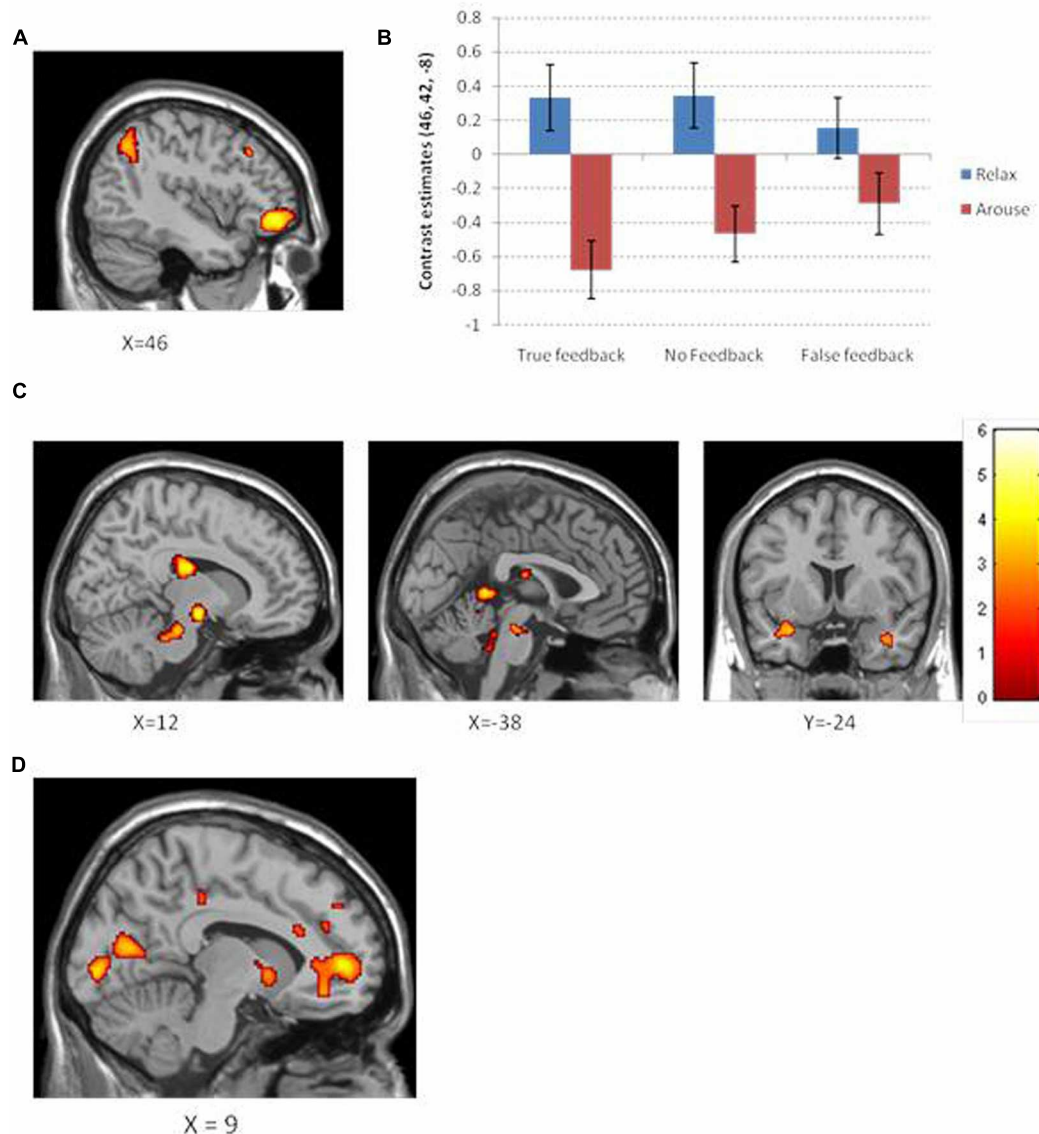 A
X=46
B
Contrast estimates (46, 42, -8)
0.8
0.6
0.4
0.2
0
-0.2
-0.4
-0.6
-0.8
-1
True feedback No Feedback False feedback
Relax
Arouse
C
X=12
X=-38
Y=-24
6
5
4
3
2
1
0
D
X = 9